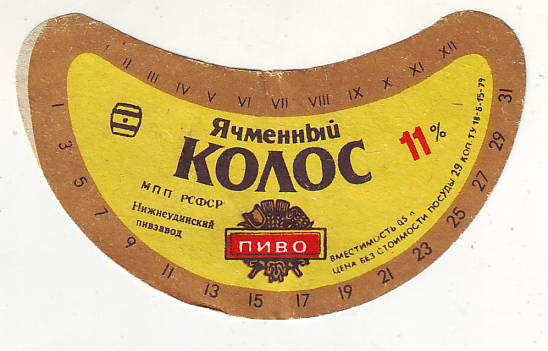 I II III IV V VI VII VIII IX X XI XII
Ячменный
КОЛОС
11%
МПП РСФСР
Нижнеудинский
пивзавод
ПИВО
ВМЕСТИМОСТЬ 0,5 л
ЦЕНА БЕЗ СТОИМОСТИ ПОСУДЫ 29 КОП. ТУ 18-6-15-79
1 3 5 7 9 11 13 15 17 19 21 23 25 27 29 31